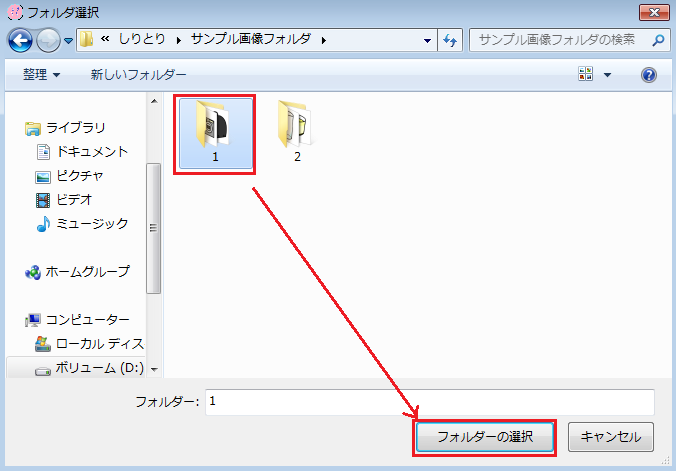 フォルダ選択
« しりとり ▸ サンプル画像フォルダ ▸
サンプル画像フォルダの検索
整理 ▼ 新しいフォルダー
ライブラリ
ドキュメント
ピクチャ
ビデオ
ミュージック
ホームグループ
コンピューター
ローカル ディス
ボリューム (D:)
1
2
フォルダー: 1
フォルダーの選択
キャンセル